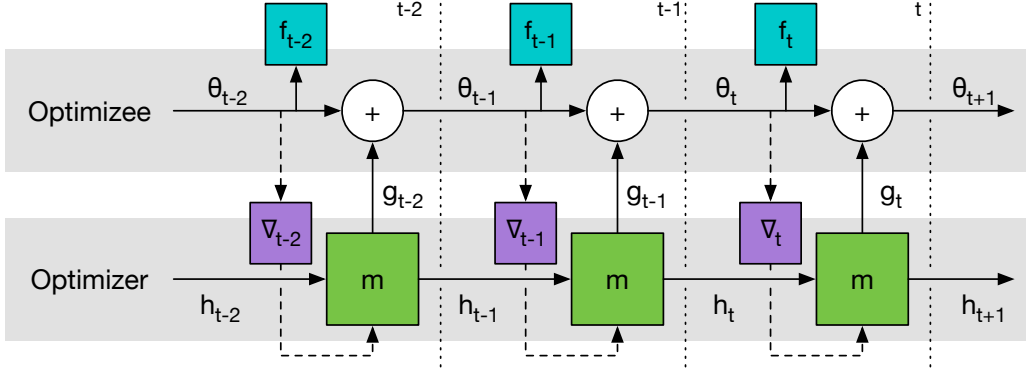 t-2 t-1 t
f_{t-2} f_{t-1} f_t
θ_{t-2} θ_{t-1} θ_t θ_{t+1}
Optimizee + + +
g_{t-2} g_{t-1} g_t
∇_{t-2} ∇_{t-1} ∇_t
Optimizer m m m
h_{t-2} h_{t-1} h_t h_{t+1}